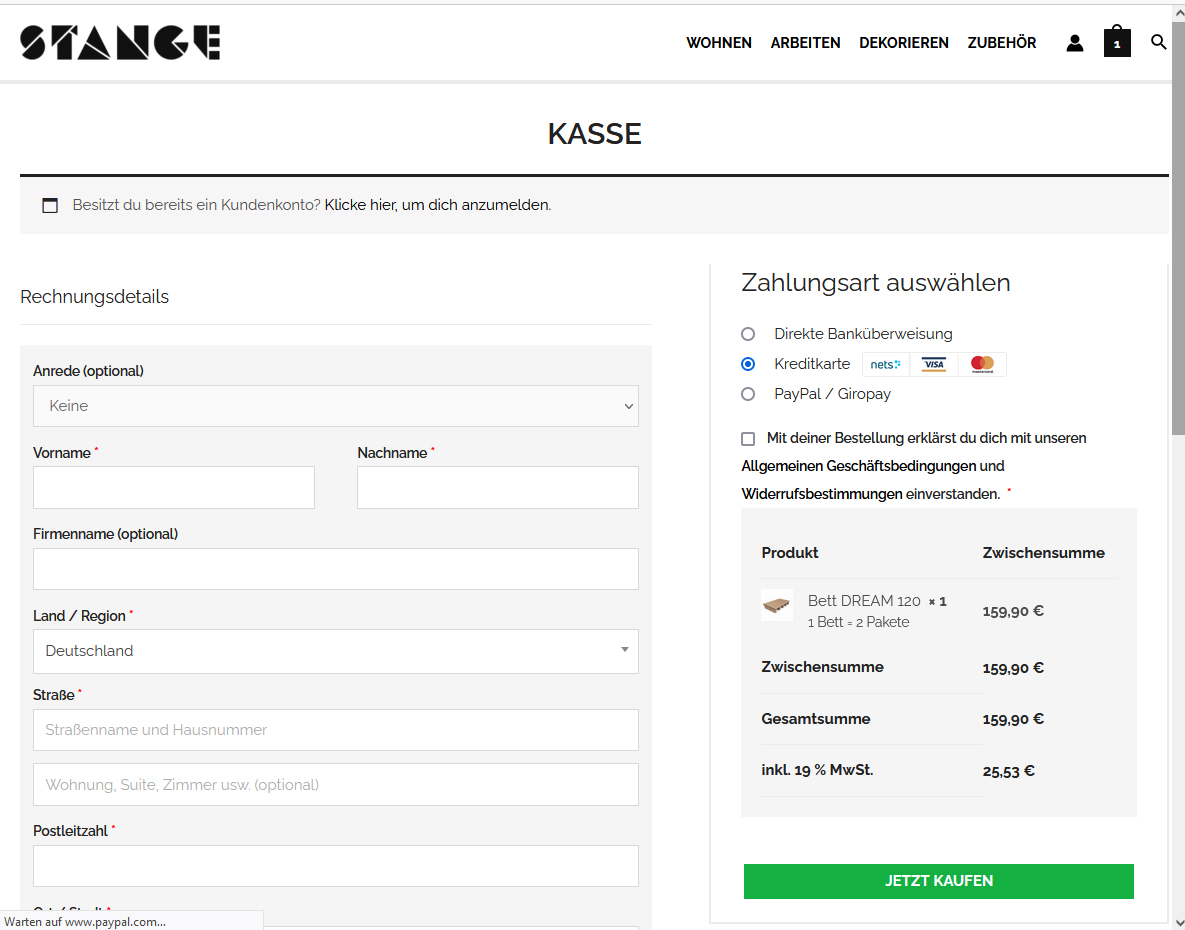 STANGE
WOHNEN ARBEITEN DEKORIEREN ZUBEHÖR 1
KASSE
Besitzt du bereits ein Kundenkonto? Klicke hier, um dich anzumelden.
Rechnungsdetails
Anrede (optional)
Keine
Vorname * Nachname *
Firmenname (optional)
Land / Region *
Deutschland
Straße *
Straßenname und Hausnummer
Wohnung, Suite, Zimmer usw. (optional)
Postleitzahl *
Ort / Stadt *
Warten auf www.paypal.com...
Zahlungsart auswählen
Direkte Banküberweisung
Kreditkarte nets VISA mastercard
PayPal / Giropay
Mit deiner Bestellung erklärst du dich mit unseren
Allgemeinen Geschäftsbedingungen und
Widerrufsbestimmungen einverstanden. *
Produkt Zwischensumme
Bett DREAM 120 × 1 159,90 €
1 Bett = 2 Pakete
Zwischensumme 159,90 €
Gesamtsumme 159,90 €
inkl. 19 % MwSt. 25,53 €
JETZT KAUFEN